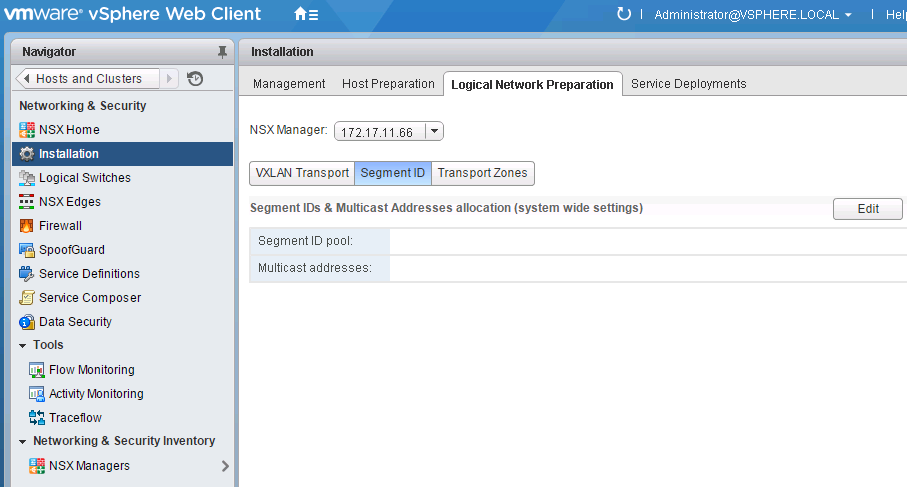 vmware® vSphere Web Client
Administrator@VSPHERE.LOCAL
Help
Navigator
Hosts and Clusters
Networking & Security
NSX Home
Installation
Logical Switches
NSX Edges
Firewall
SpoofGuard
Service Definitions
Service Composer
Data Security
Tools
Flow Monitoring
Activity Monitoring
Traceflow
Networking & Security Inventory
NSX Managers
Installation
Management Host Preparation Logical Network Preparation Service Deployments
NSX Manager: 172.17.11.66
VXLAN Transport Segment ID Transport Zones
Segment IDs & Multicast Addresses allocation (system wide settings)
Edit
Segment ID pool:
Multicast addresses: